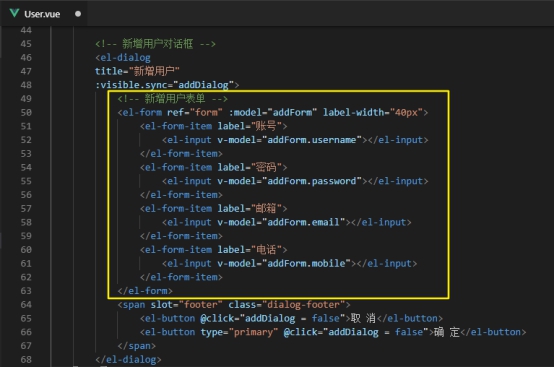 User.vue
44
45 <!-- 新增用户对话框 -->
46 <el-dialog
47 title="新增用户"
48 :visible.sync="addDialog">
49 <!-- 新增用户表单 -->
50 <el-form ref="form" :model="addForm" label-width="40px">
51 <el-form-item label="账号">
52 <el-input v-model="addForm.username"></el-input>
53 </el-form-item>
54 <el-form-item label="密码">
55 <el-input v-model="addForm.password"></el-input>
56 </el-form-item>
57 <el-form-item label="邮箱">
58 <el-input v-model="addForm.email"></el-input>
59 </el-form-item>
60 <el-form-item label="电话">
61 <el-input v-model="addForm.mobile"></el-input>
62 </el-form-item>
63 </el-form>
64 <span slot="footer" class="dialog-footer">
65 <el-button @click="addDialog = false">取 消</el-button>
66 <el-button type="primary" @click="addDialog = false">确 定</el-button>
67 </span>
68 </el-dialog>